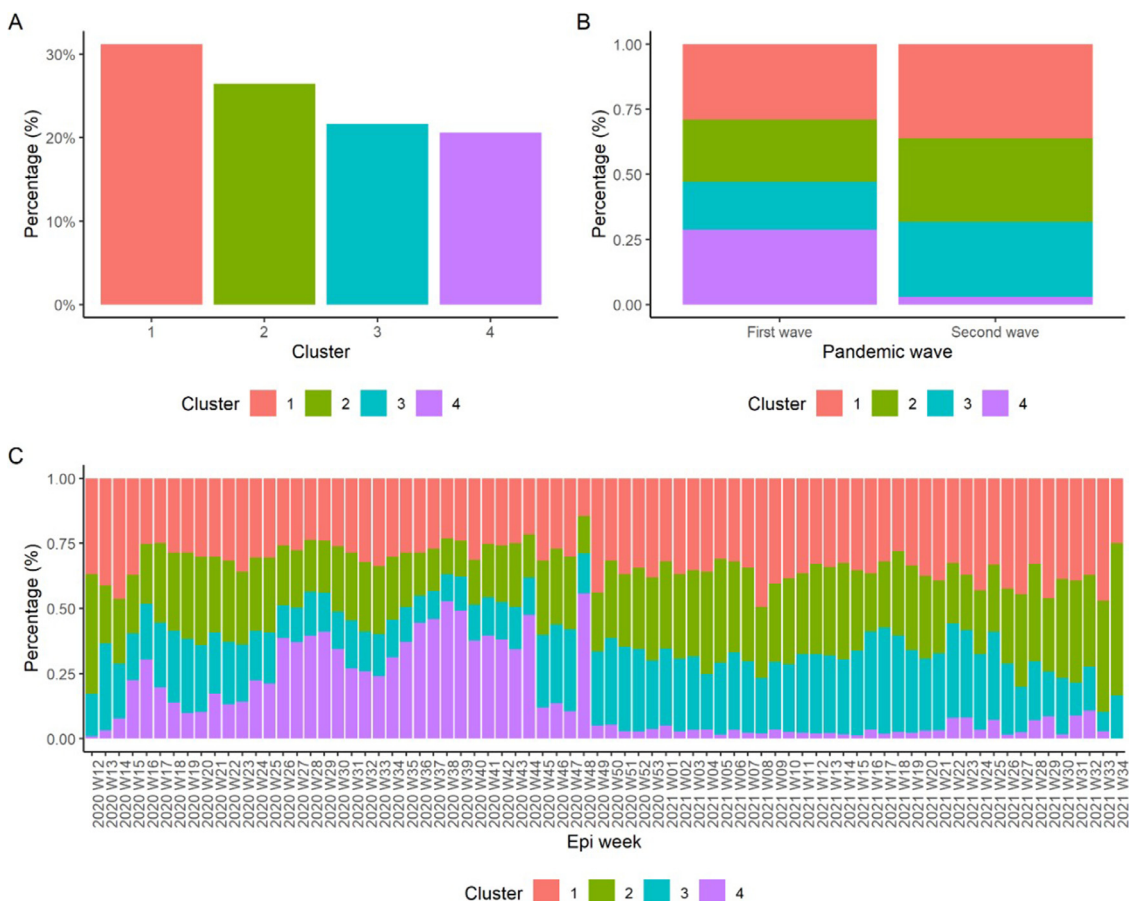 A
Percentage (%)
30%
20%
10%
0%
1 2 3 4
Cluster
Cluster 1 2 3 4
B
Percentage (%)
1.00
0.75
0.50
0.25
0.00
First wave Second wave
Pandemic wave
Cluster 1 2 3 4
C
Percentage (%)
1.00
0.75
0.50
0.25
0.00
2020 W12
2020 W13
2020 W14
2020 W15
2020 W16
2020 W17
2020 W18
2020 W19
2020 W20
2020 W21
2020 W22
2020 W23
2020 W24
2020 W25
2020 W26
2020 W27
2020 W28
2020 W29
2020 W30
2020 W31
2020 W32
2020 W33
2020 W34
2020 W35
2020 W36
2020 W37
2020 W38
2020 W39
2020 W40
2020 W41
2020 W42
2020 W43
2020 W44
2020 W45
2020 W46
2020 W47
2020 W48
2020 W49
2020 W50
2020 W51
2020 W52
2020 W53
2021 W01
2021 W02
2021 W03
2021 W04
2021 W05
2021 W06
2021 W07
2021 W08
2021 W09
2021 W10
2021 W11
2021 W12
2021 W13
2021 W14
2021 W15
2021 W16
2021 W17
2021 W18
2021 W19
2021 W20
2021 W21
2021 W22
2021 W23
2021 W24
2021 W25
2021 W26
2021 W27
2021 W28
2021 W29
2021 W30
2021 W31
2021 W32
2021 W33
2021 W34
Epi week
Cluster 1 2 3 4